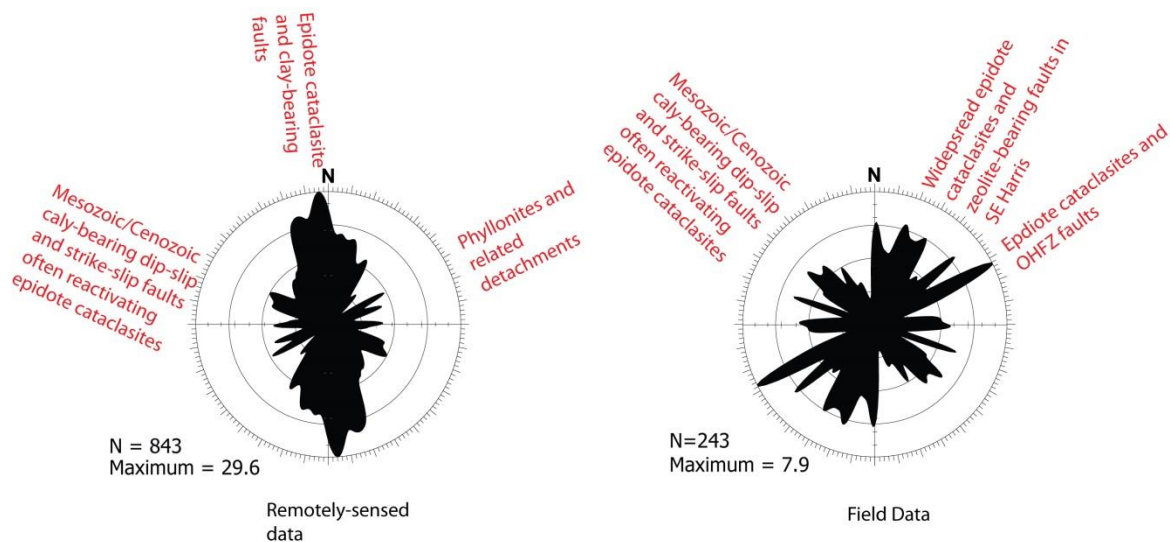 Mesozoic/Cenozoic
caly-bearing dip-slip
and strike-slip faults
often reactivating
epidote cataclasites
Epidote cataclasite
and clay-bearing
faults
N
Phyllonites and
related
detachments
N = 843
Maximum = 29.6
Remotely-sensed
data
Mesozoic/Cenozoic
caly-bearing dip-slip
and strike-slip faults
often reactivating
epidote cataclasites
N
Widepsread epidote
cataclasites and
zeolite-bearing faults in
SE Harris
Epdiote cataclasites and
OHFZ faults
N=243
Maximum = 7.9
Field Data